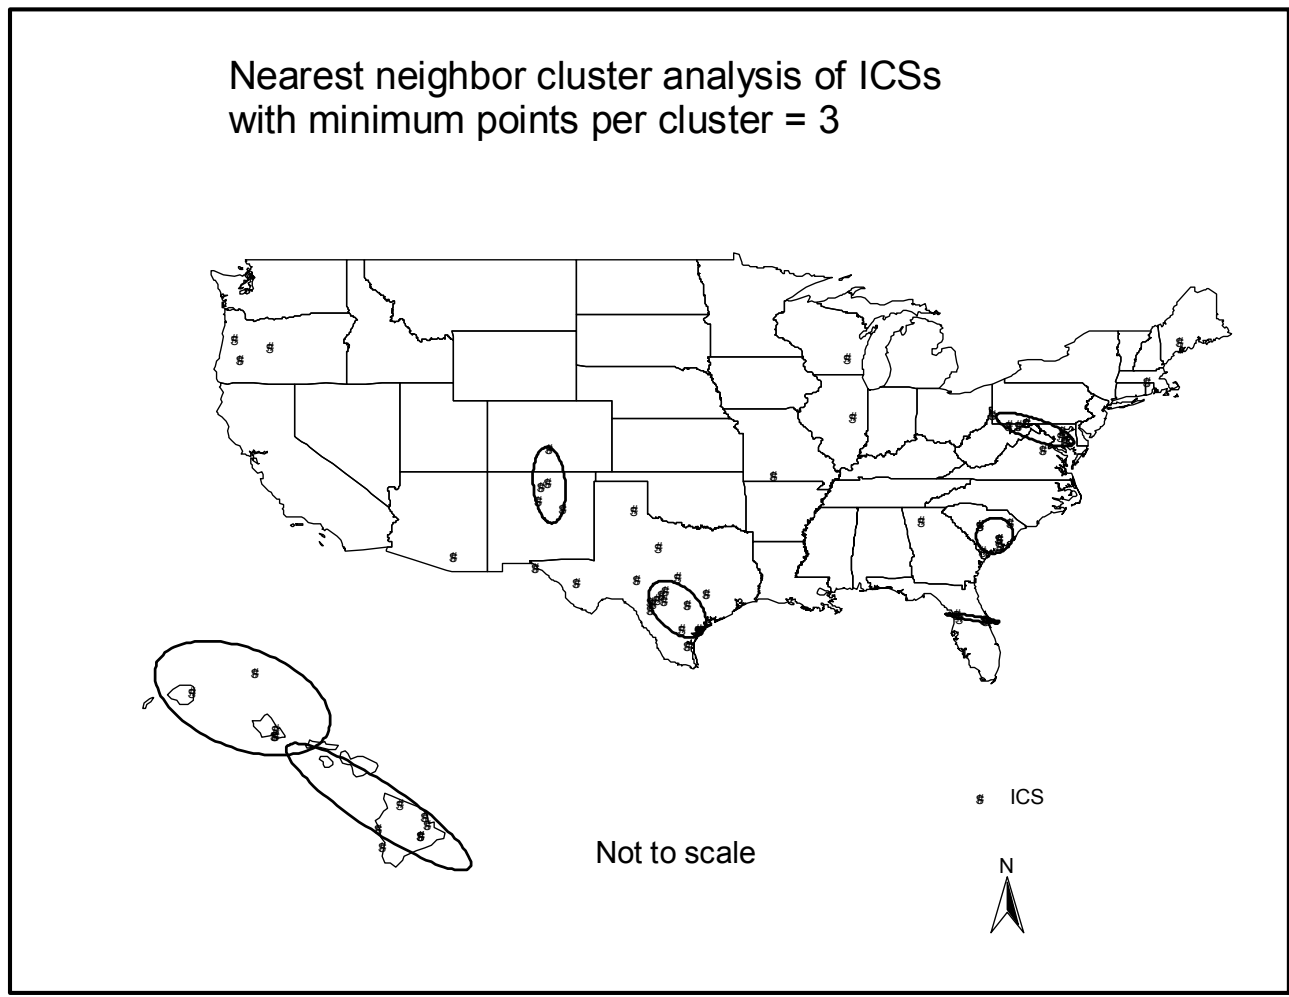 Nearest neighbor cluster analysis of ICSs
with minimum points per cluster = 3
ICS
Not to scale
N